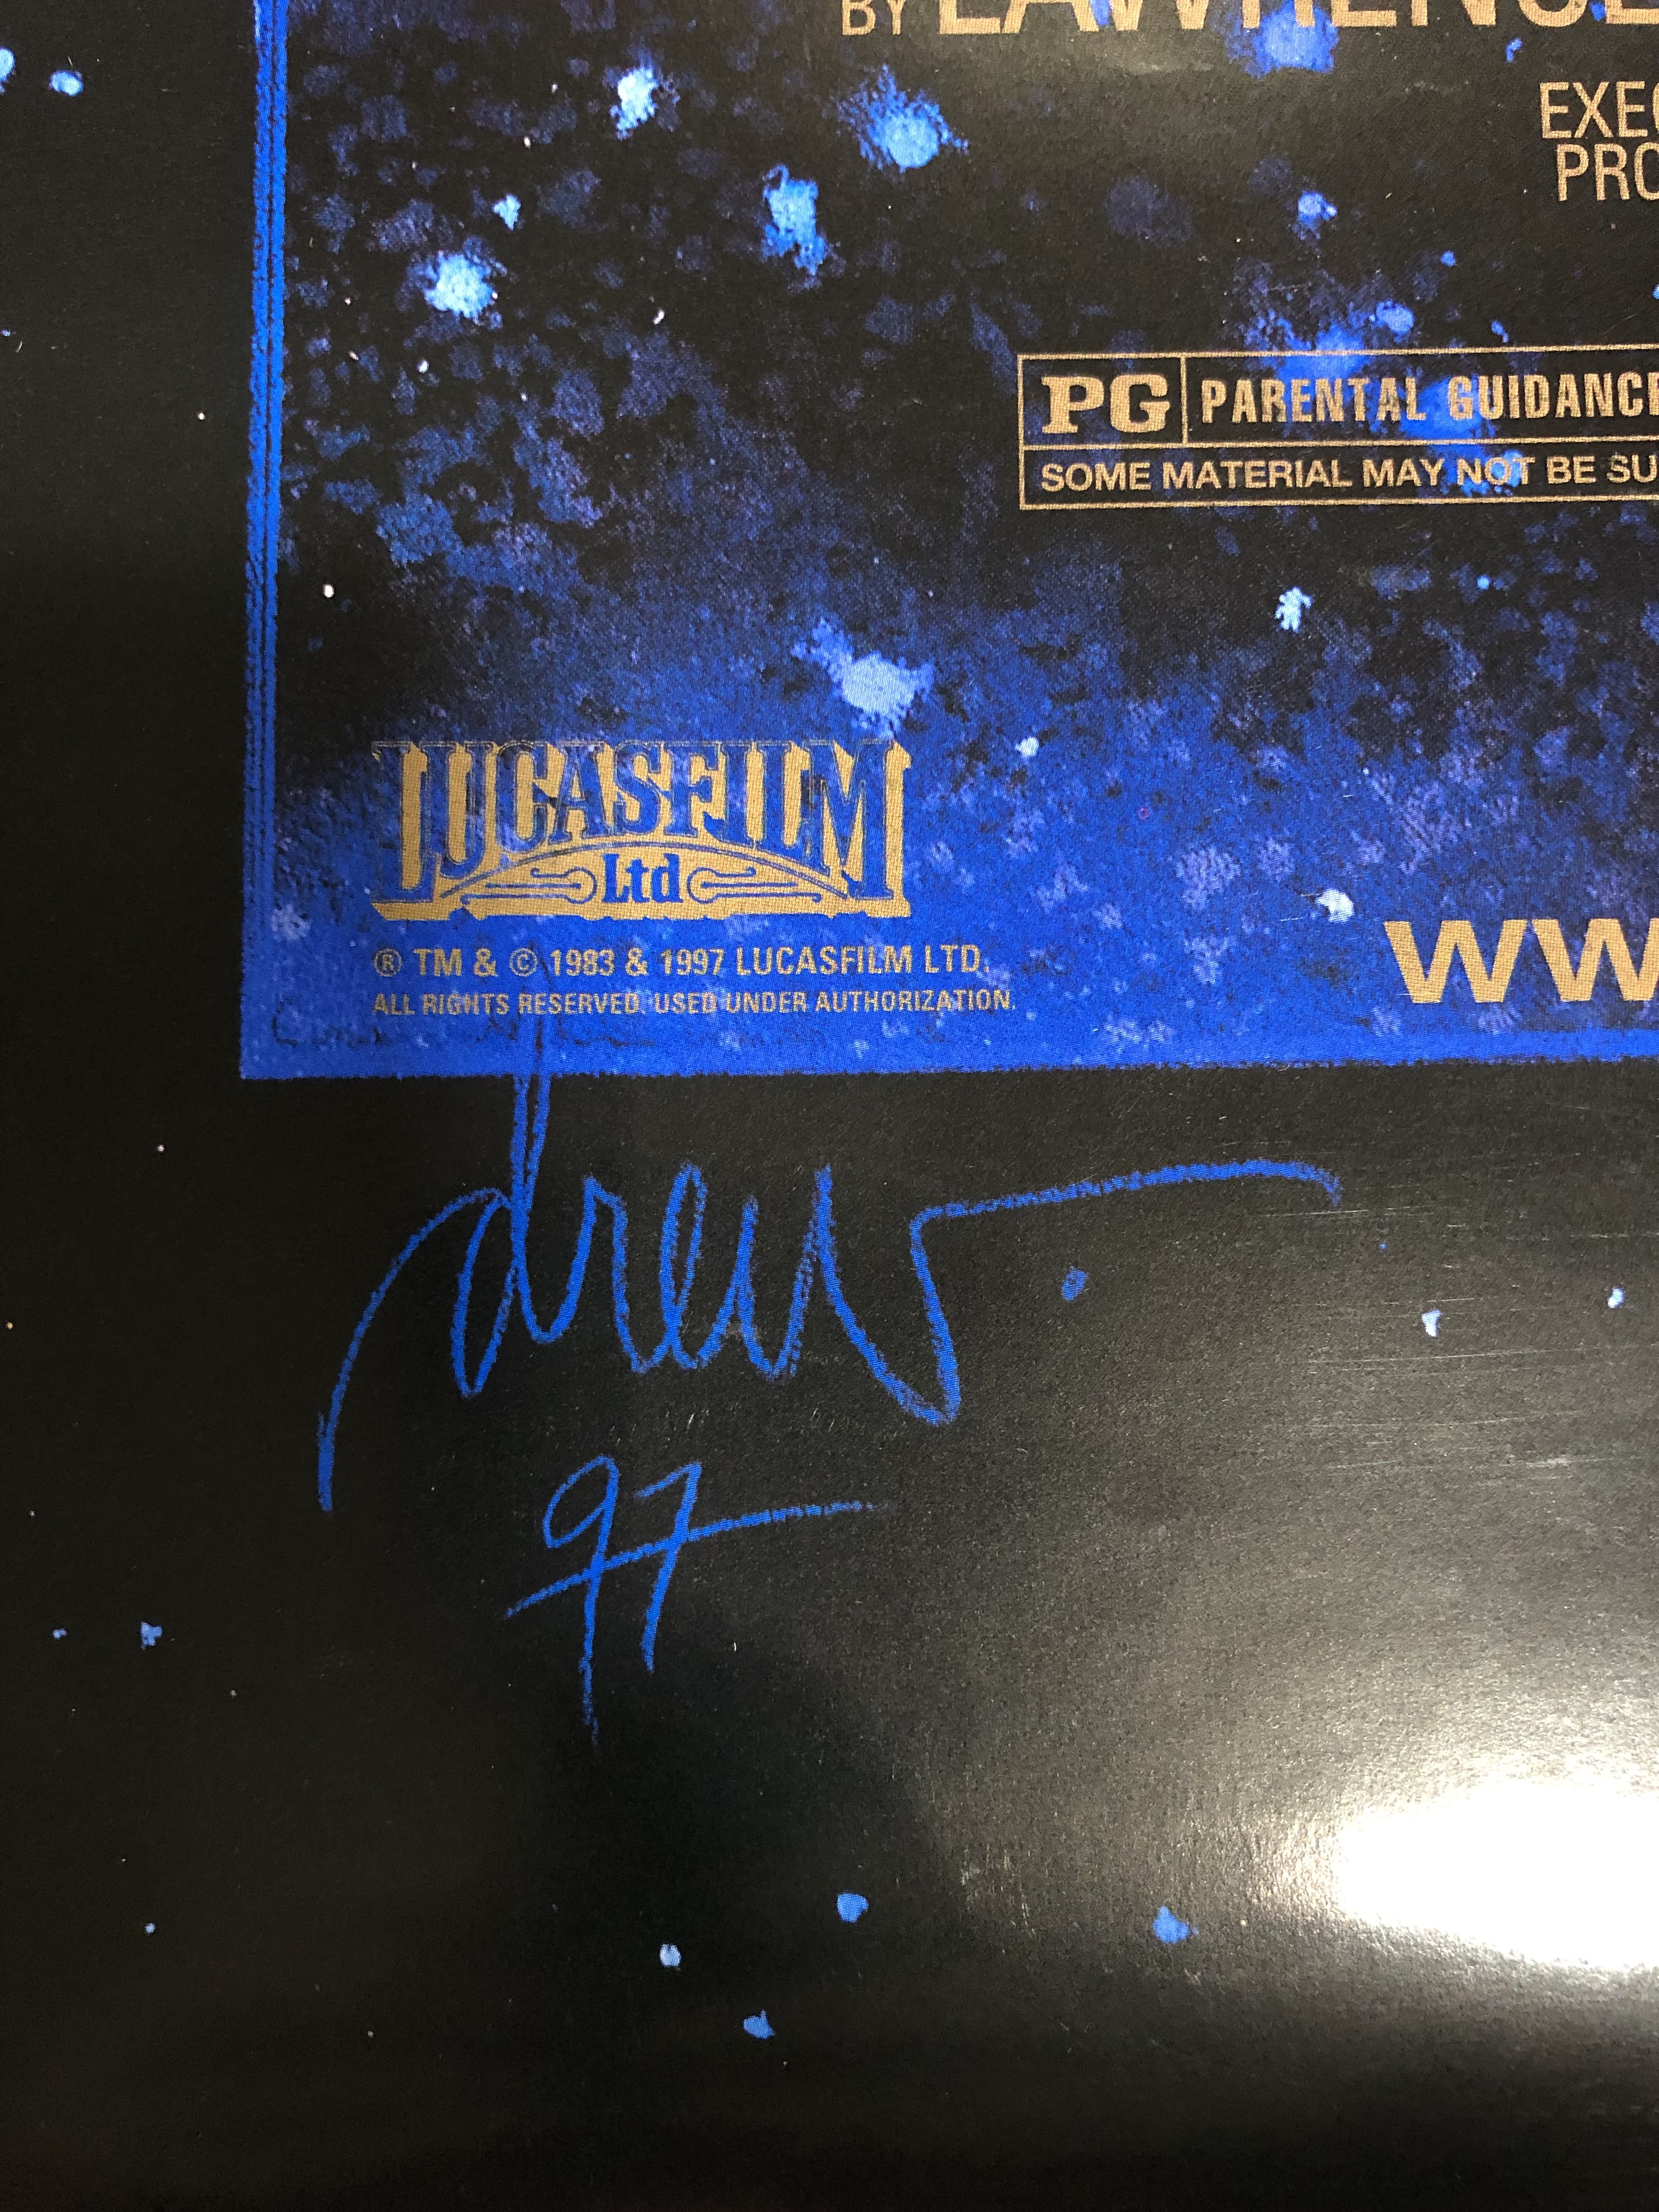 BY LAWRENCE
EXEC
PRO
PG PARENTAL GUIDANCE
SOME MATERIAL MAY NOT BE SU
LUCASFILM
Ltd
® TM & © 1983 & 1997 LUCASFILM LTD.
ALL RIGHTS RESERVED. USED UNDER AUTHORIZATION.
WW
drew.
97